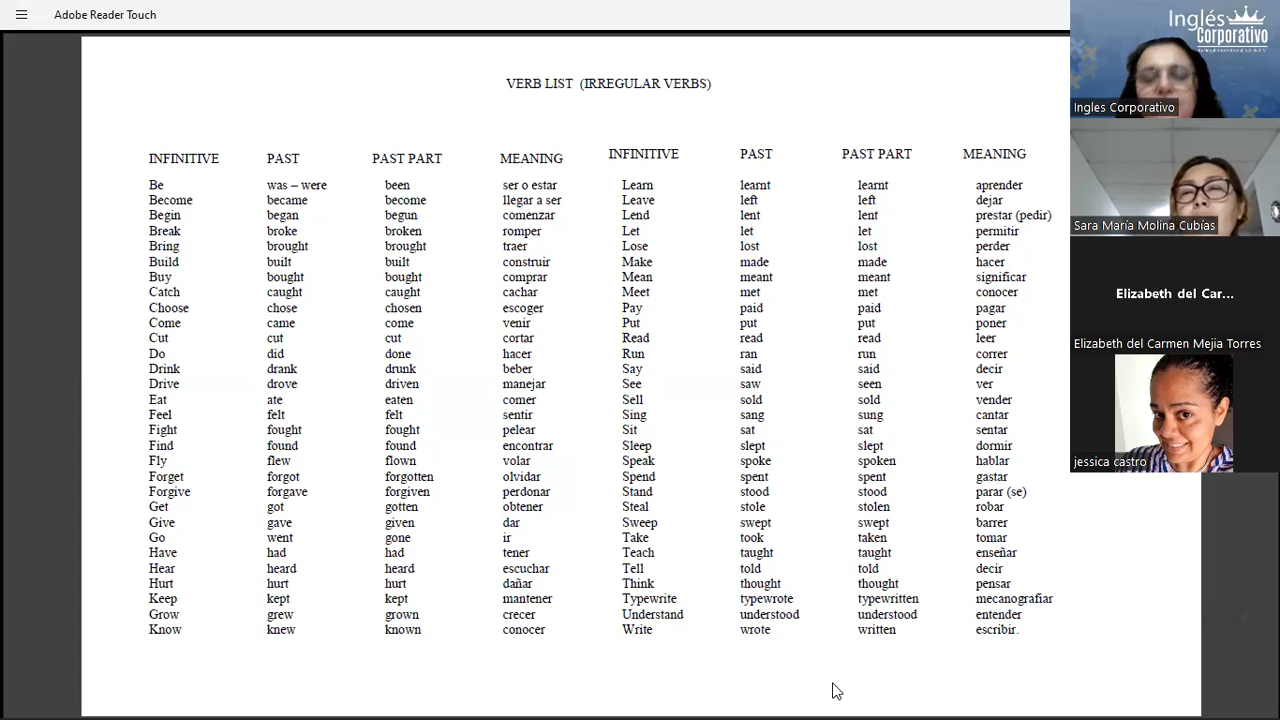 Adobe Reader Touch
VERB LIST (IRREGULAR VERBS)
INFINITIVE PAST PAST PART MEANING
Be was – were been ser o estar
Become became become llegar a ser
Begin began begun comenzar
Break broke broken romper
Bring brought brought traer
Build built built construir
Buy bought bought comprar
Catch caught caught cachar
Choose chose chosen escoger
Come came come venir
Cut cut cut cortar
Do did done hacer
Drink drank drunk beber
Drive drove driven manejar
Eat ate eaten comer
Feel felt felt sentir
Fight fought fought pelear
Find found found encontrar
Fly flew flown volar
Forget forgot forgotten olvidar
Forgive forgave forgiven perdonar
Get got gotten obtener
Give gave given dar
Go went gone ir
Have had had tener
Hear heard heard escuchar
Hurt hurt hurt dañar
Keep kept kept mantener
Grow grew grown crecer
Know knew known conocer
INFINITIVE PAST PAST PART MEANING
Learn learnt learnt aprender
Leave left left dejar
Lend lent lent prestar (pedir)
Let let let permitir
Lose lost lost perder
Make made made hacer
Mean meant meant significar
Meet met met conocer
Pay paid paid pagar
Put put put poner
Read read read leer
Run ran run correr
Say said said decir
See saw seen ver
Sell sold sold vender
Sing sang sung cantar
Sit sat sat sentar
Sleep slept slept dormir
Speak spoke spoken hablar
Spend spent spent gastar
Stand stood stood parar (se)
Steal stole stolen robar
Sweep swept swept barrer
Take took taken tomar
Teach taught taught enseñar
Tell told told decir
Think thought thought pensar
Typewrite typewrote typewritten mecanografiar
Understand understood understood entender
Write wrote written escribir.
Inglés
Corporativo
Ingles Corporativo
Sara María Molina Cubías
Elizabeth del Car...
Elizabeth del Carmen Mejía Torres
jessica castro